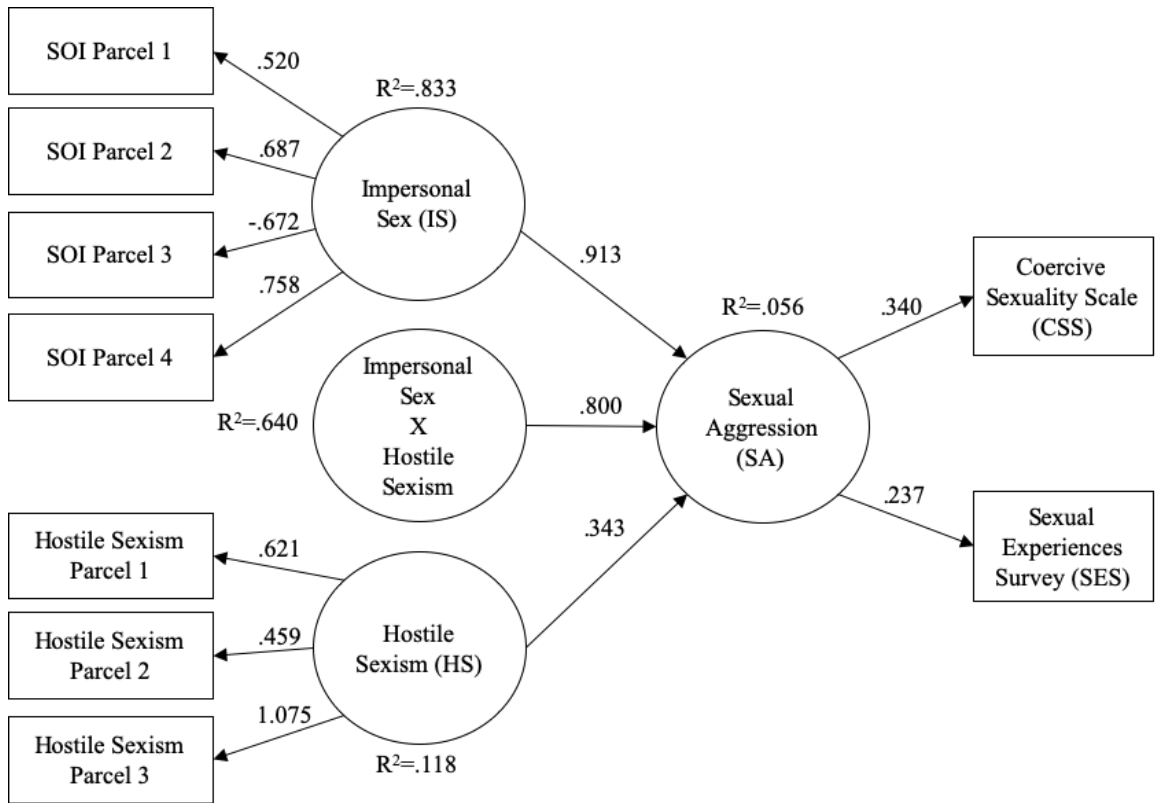 SOI Parcel 1
.520
R²=.833
SOI Parcel 2
.687
Impersonal
Sex (IS)
-.672
SOI Parcel 3
.758
SOI Parcel 4
.913
Impersonal
Sex
X
Hostile
Sexism
R²=.640
.800
R²=.056
Sexual
Aggression
(SA)
.340
Coercive
Sexuality Scale
(CSS)
.237
Sexual
Experiences
Survey (SES)
Hostile Sexism
Parcel 1
.621
.343
Hostile Sexism
Parcel 2
.459
Hostile
Sexism (HS)
1.075
Hostile Sexism
Parcel 3
R²=.118